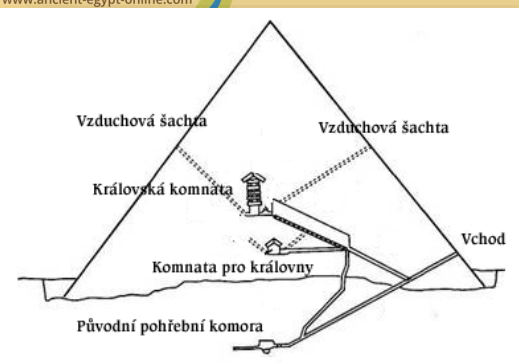 www.ancient-egypt-online.com
Vzduchová šachta
Vzduchová šachta
Královská komnata
Vchod
Komnata pro královny
Původní pohřební komora